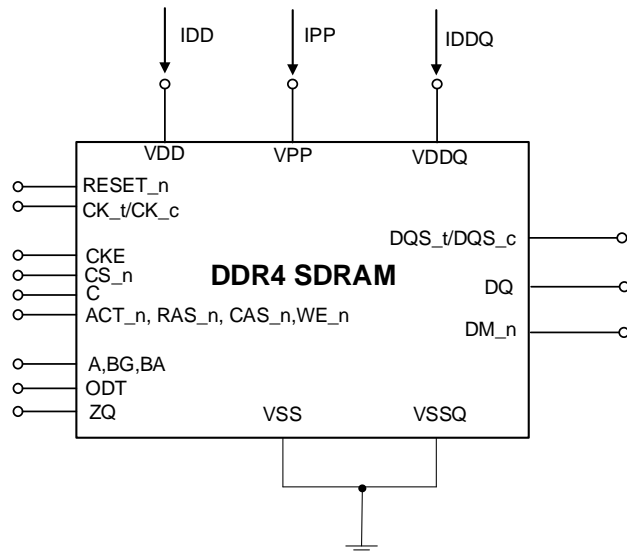 IDD
IPP
IDDQ
VDD
VPP
VDDQ
RESET_n
CK_t/CK_c
DQS_t/DQS_c
CKE
CS_n
DDR4 SDRAM
C
DQ
ACT_n, RAS_n, CAS_n,WE_n
DM_n
A,BG,BA
ODT
ZQ
VSS
VSSQ